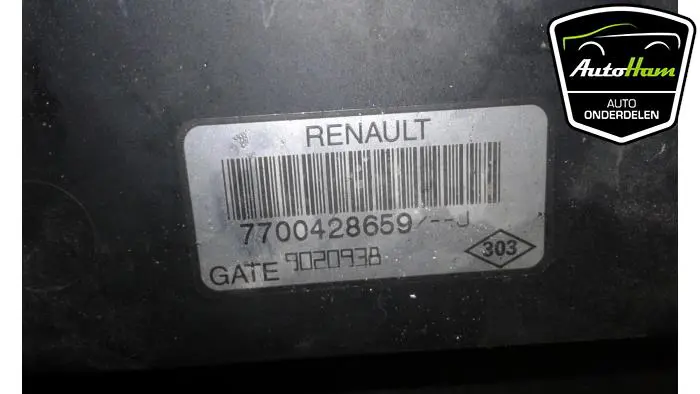 RENAULT
7700428659/--J
GATE 9020938
303
AutoHam
AUTO
ONDERDELEN